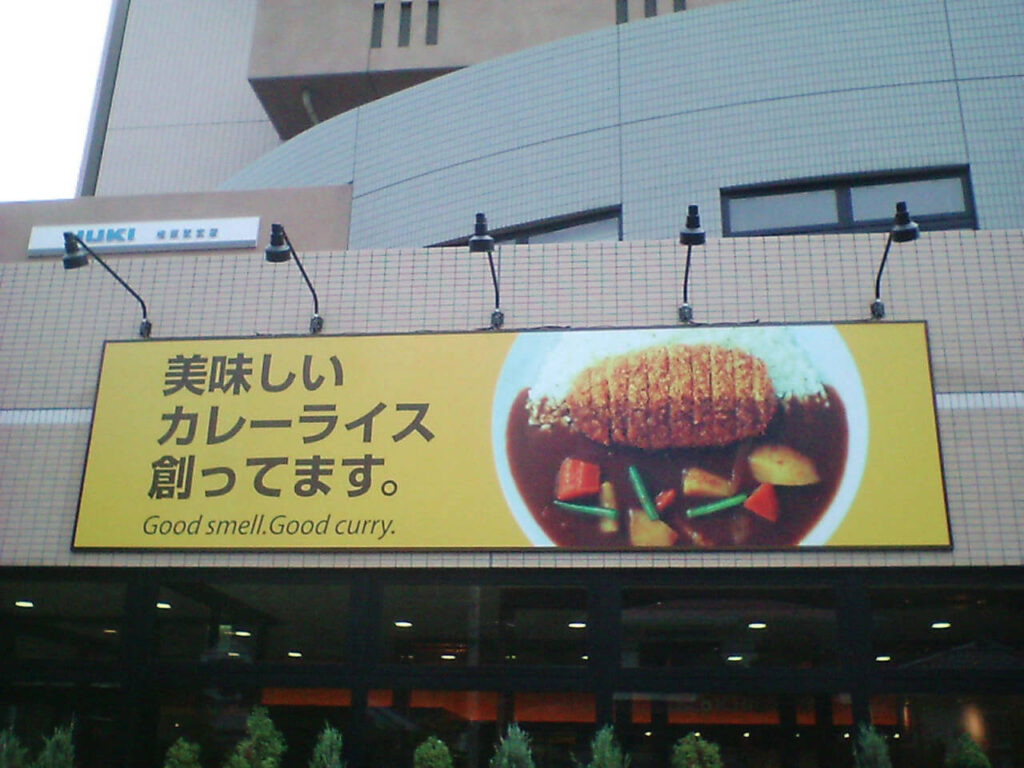 美味しい
カレーライス
創ってます。
Good smell.Good curry.